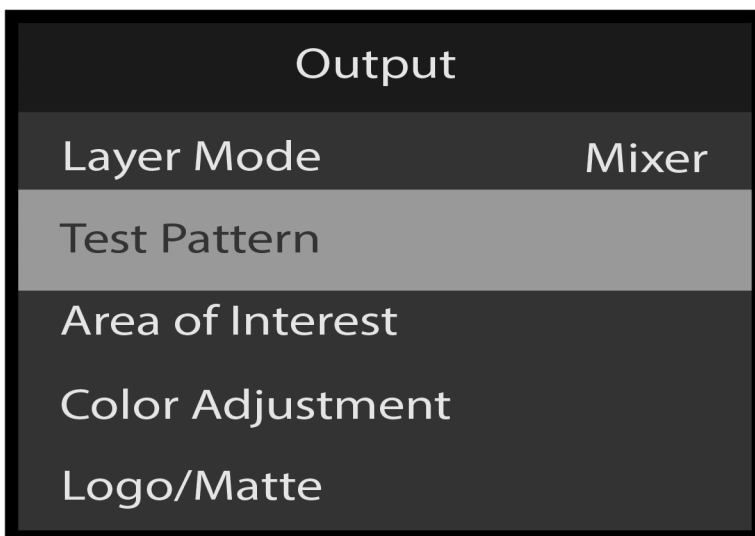 Output
Layer Mode Mixer
Test Pattern
Area of Interest
Color Adjustment
Logo/Matte